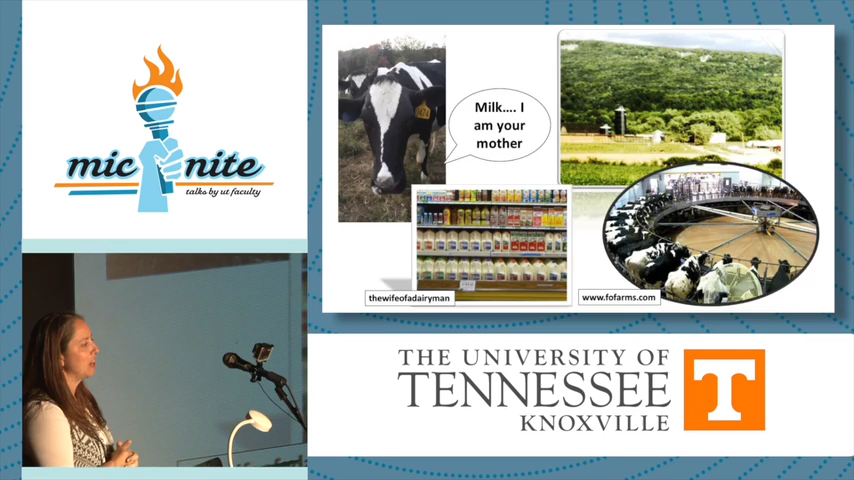 mic nite
talks by ut faculty
Milk.... I
am your
mother
thewifeofadairyman
www.fofarms.com
THE UNIVERSITY OF
TENNESSEE
KNOXVILLE
T